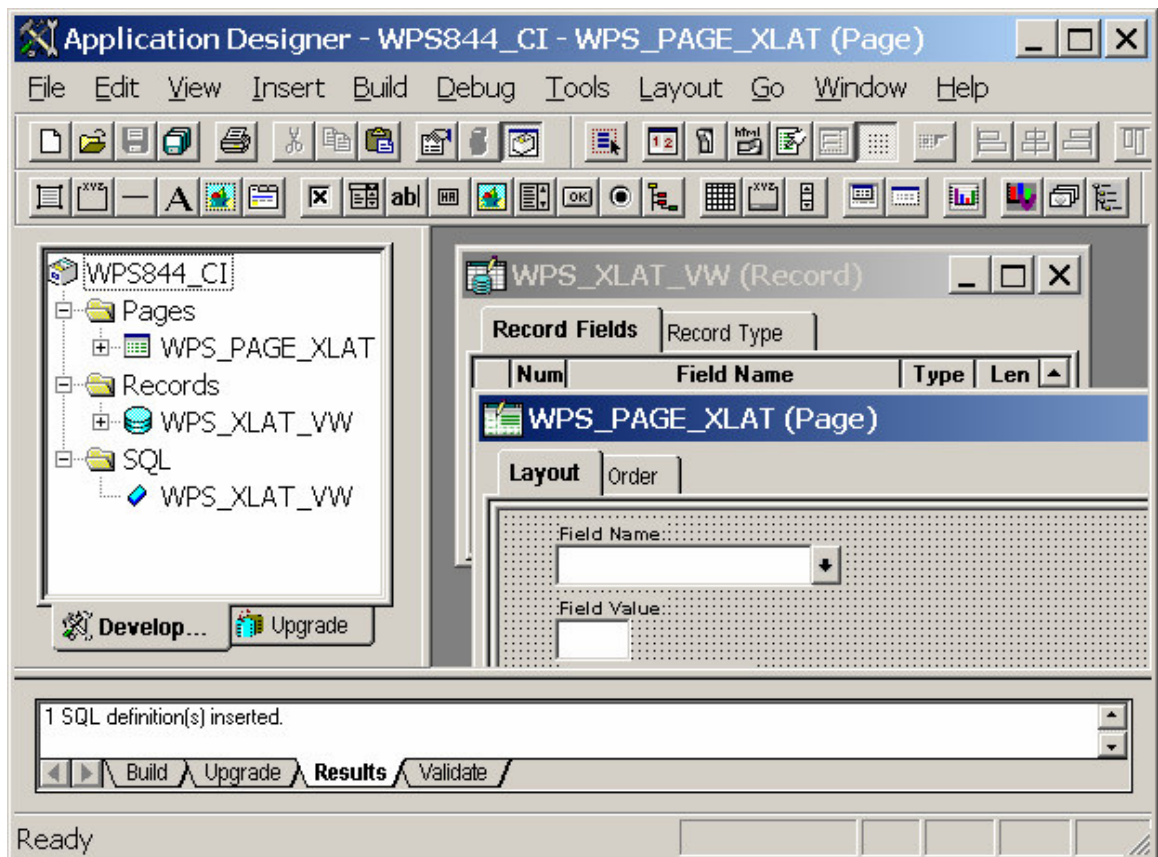 Application Designer - WPS844_CI - WPS_PAGE_XLAT (Page)
File Edit View Insert Build Debug Tools Layout Go Window Help
WPS844_CI
Pages
WPS_PAGE_XLAT
Records
WPS_XLAT_VW
SQL
WPS_XLAT_VW
Develop... Upgrade
WPS_XLAT_VW (Record)
Record Fields Record Type
Num Field Name Type Len
WPS_PAGE_XLAT (Page)
Layout Order
Field Name:
Field Value:
1 SQL definition(s) inserted.
Build Upgrade Results Validate
Ready